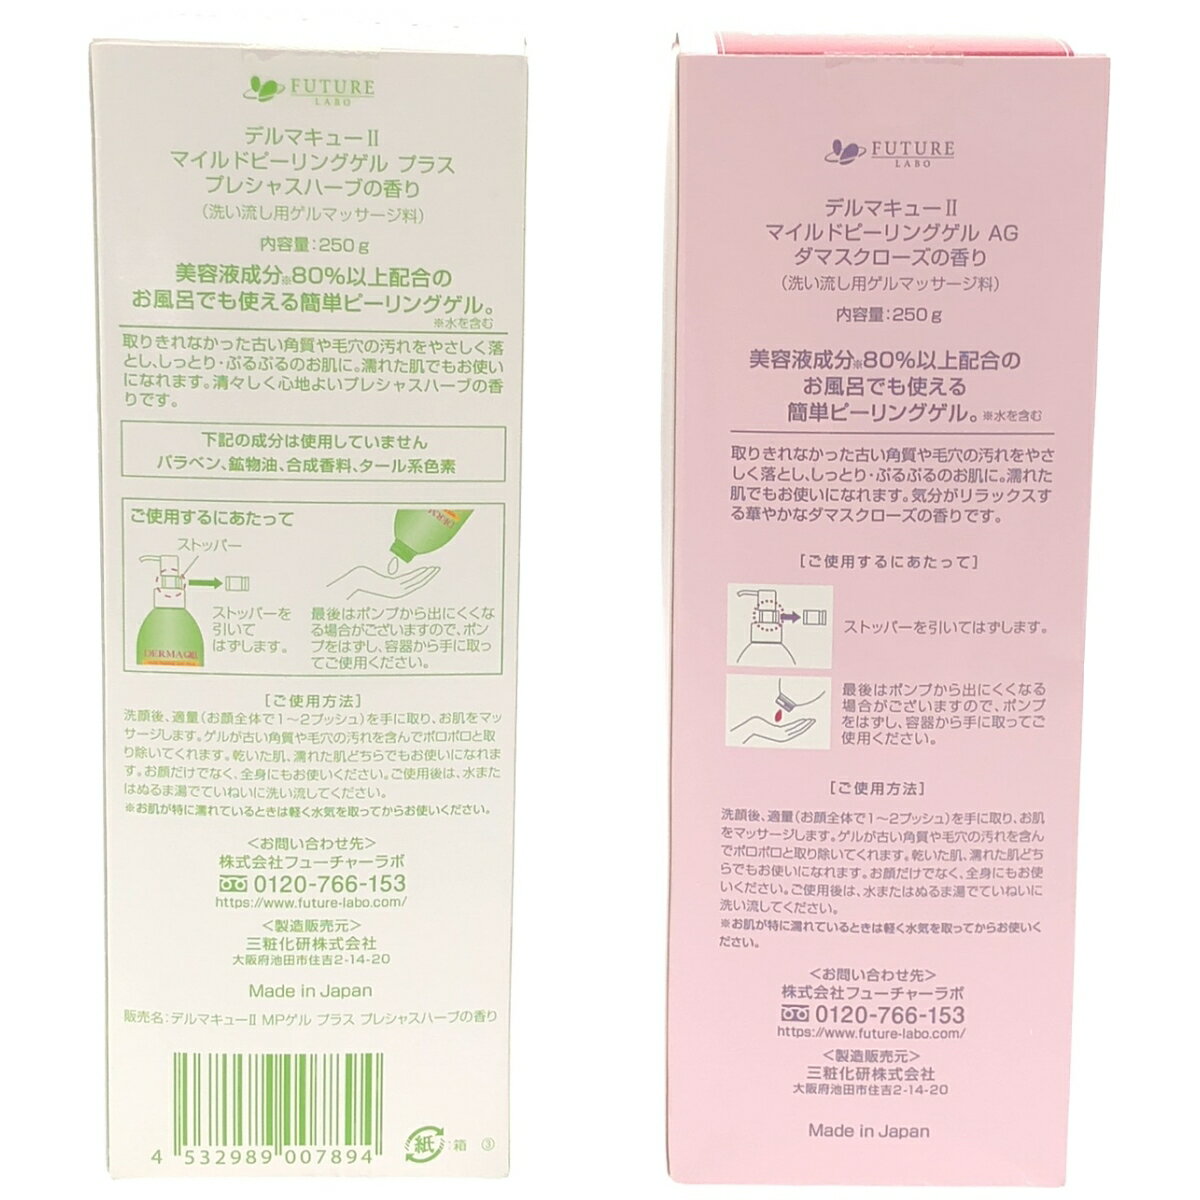 FUTURE
LABO
デルマキューⅡ
マイルドピーリングゲル プラス
プレシャスハーブの香り
(洗い流し用ゲルマッサージ料)
内容量:250g
美容液成分※80%以上配合の
お風呂でも使える簡単ピーリングゲル。
※水を含む
取りきれなかった古い角質や毛穴の汚れをやさしく落
とし、しっとり・ぷるぷるのお肌に。濡れた肌でもお使い
になれます。清々しく心地よいプレシャスハーブの香
りです。
下記の成分は使用していません
パラベン、鉱物油、合成香料、タール系色素
ご使用するにあたって
ストッパー
DERMAQⅡ
ストッパーを
引いて
はずします。
最後はポンプから出にくくな
る場合がございますので、ポン
プをはずし、容器から手に取っ
てご使用ください。
[ご使用方法]
洗顔後、適量(お顔全体で1~2プッシュ)を手に取り、お肌をマッ
サージします。ゲルが古い角質や毛穴の汚れを含んでポロポロと取
り除いてくれます。乾いた肌、濡れた肌どちらでもお使いになれま
す。お顔だけでなく、全身にもお使いください。ご使用後は、水また
はぬるま湯でていねいに洗い流してください。
※お肌が特に濡れているときは軽く水気を取ってからお使いください。
<お問い合わせ先>
株式会社フューチャーラボ
0120-766-153
https://www.future-labo.com/
<製造販売元>
三粧化研株式会社
大阪府池田市住吉2-14-20
Made in Japan
販売名:デルマキューⅡ MPゲル プラス プレシャスハーブの香り
4 532989 007894
紙 :箱 ③
FUTURE
LABO
デルマキューⅡ
マイルドピーリングゲル AG
ダマスクローズの香り
(洗い流し用ゲルマッサージ料)
内容量:250g
美容液成分※80%以上配合の
お風呂でも使える
簡単ピーリングゲル。※水を含む
取りきれなかった古い角質や毛穴の汚れをやさ
しく落とし、しっとり・ぷるぷるのお肌に。濡れた
肌でもお使いになれます。気分がリラックスす
る華やかなダマスクローズの香りです。
[ご使用するにあたって]
ストッパーを引いてはずします。
最後はポンプから出にくくなる
場合がございますので、ポンプ
をはずし、容器から手に取ってご
使用ください。
[ご使用方法]
洗顔後、適量(お顔全体で1~2プッシュ)を手に取り、お肌
をマッサージします。ゲルが古い角質や毛穴の汚れを含ん
でポロポロと取り除いてくれます。乾いた肌、濡れた肌どち
らでもお使いになれます。お顔だけでなく、全身にもお使
いください。ご使用後は、水またはぬるま湯でていねいに
洗い流してください。
※お肌が特に濡れているときは軽く水気を取ってからお使いく
ださい。
<お問い合わせ先>
株式会社フューチャーラボ
0120-766-153
https://www.future-labo.com/
<製造販売元>
三粧化研株式会社
大阪府池田市住吉2-14-20
Made in Japan